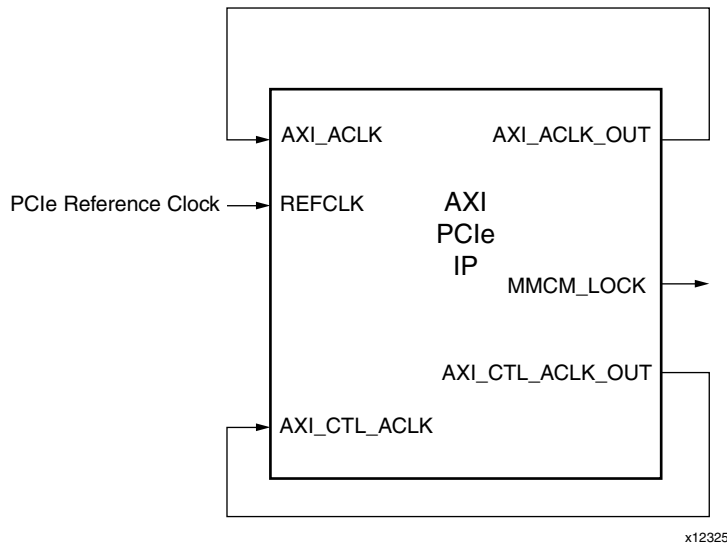 AXI_ACLK
AXI_ACLK_OUT
PCIe Reference Clock
REFCLK
AXI
PCIe
IP
MMCM_LOCK
AXI_CTL_ACLK_OUT
AXI_CTL_ACLK
x12325